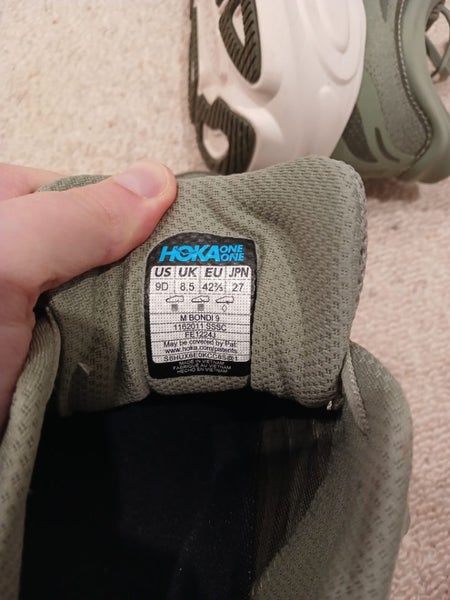 HOKA ONE ONE
US UK EU JPN
9D 8.5 42⅔ 27
M BONDI 9
1162011 SSSC
FE1224J
May be covered by Pat:
www.hoka.com/patents
MADE IN VIETNAM
FABRIQUÉ AU VIETNAM
HECHO EN VIETNAM